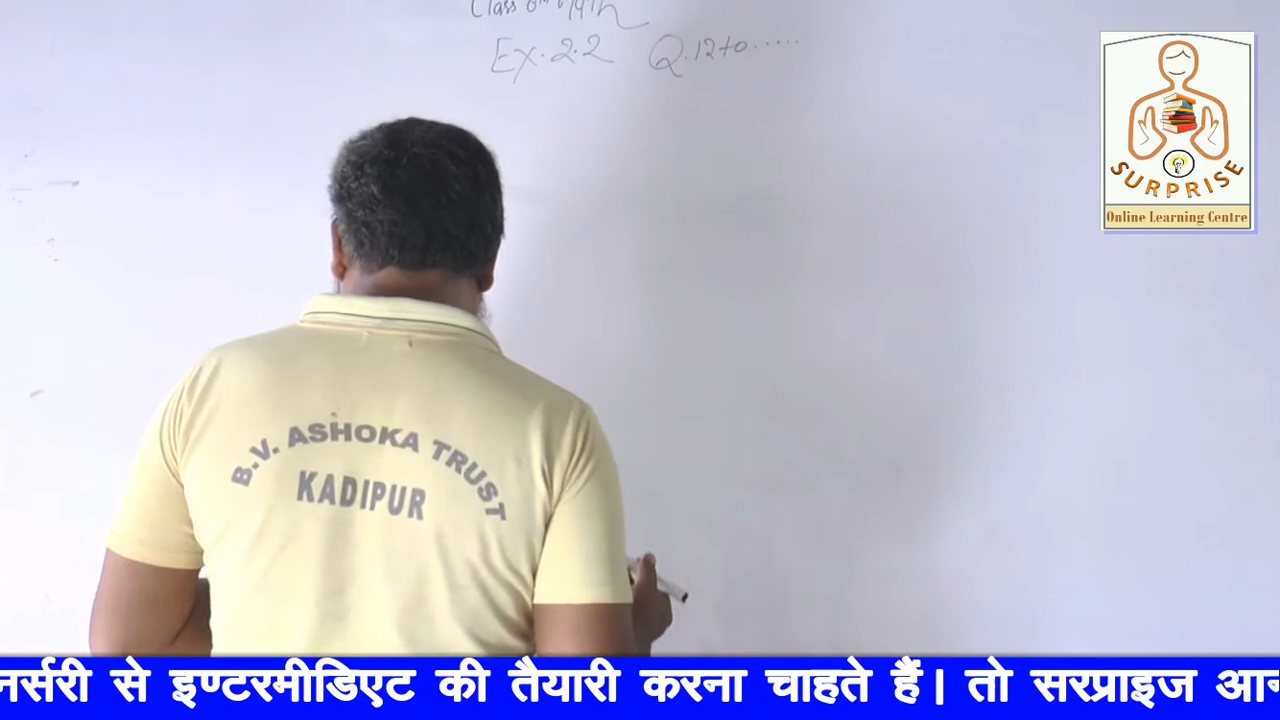 Class 8th Math
Ex. 2.2 Q. 12 to .....
SURPRISE
Online Learning Centre
B.V. ASHOKA TRUST
KADIPUR
नर्सरी से इण्टरमीडिएट की तैयारी करना चाहते हैं। तो सरप्राइज